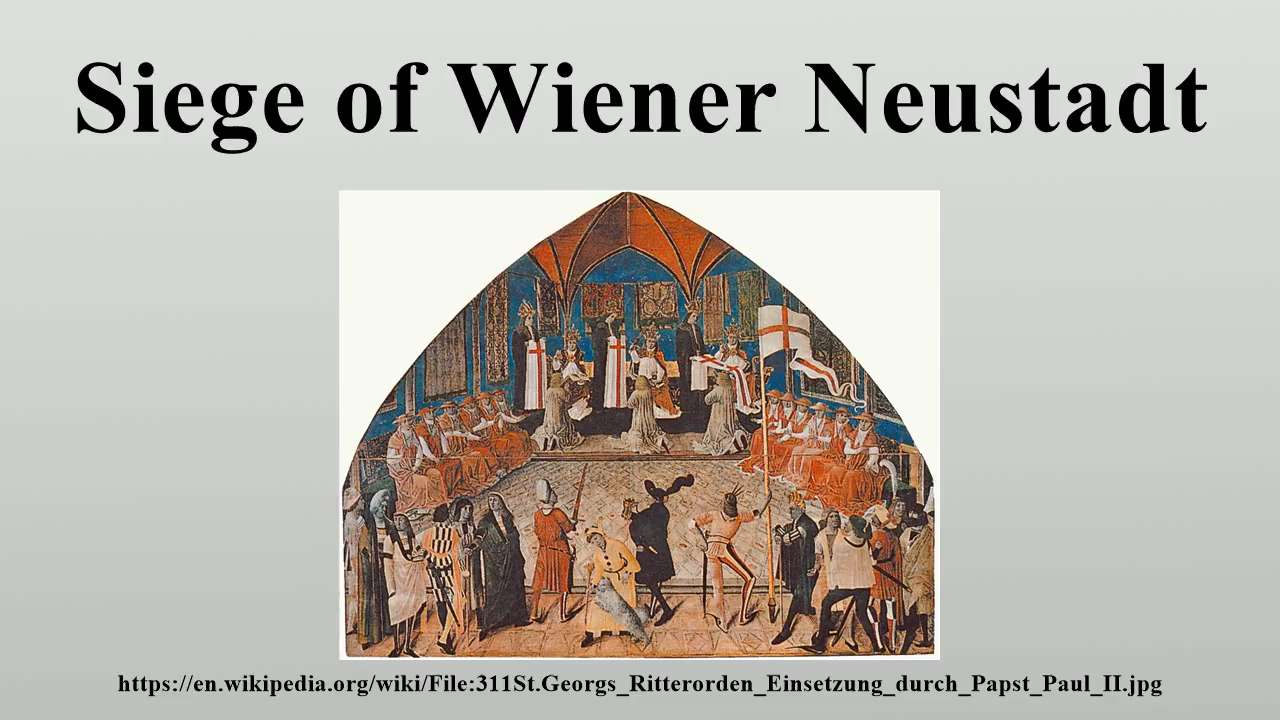 Siege of Wiener Neustadt
https://en.wikipedia.org/wiki/File:311St.Georgs_Ritterorden_Einsetzung_durch_Papst_Paul_II.jpg